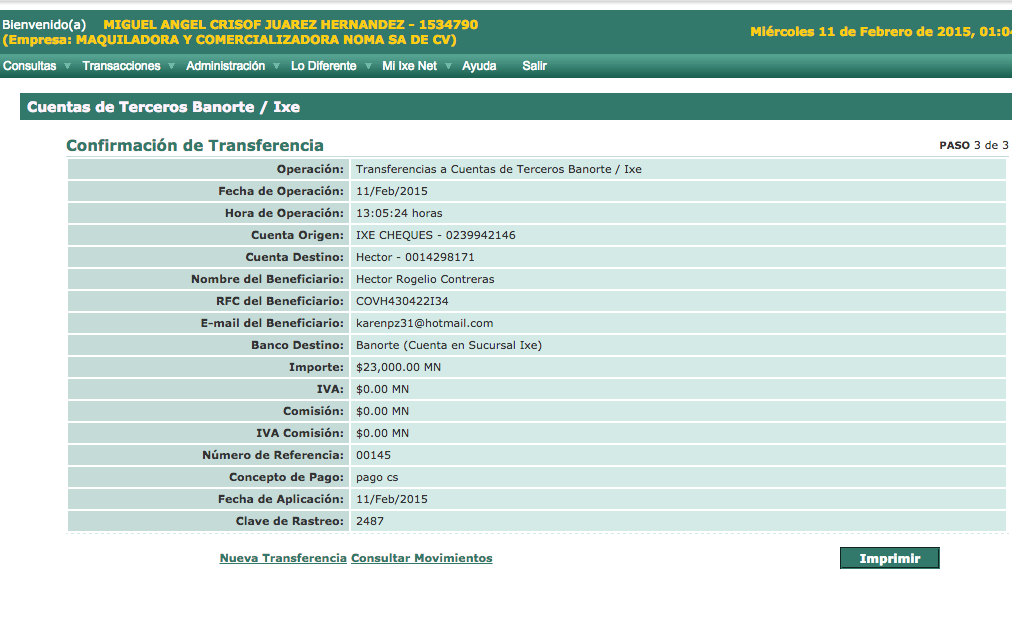 Bienvenido(a) MIGUEL ANGEL CRISOF JUAREZ HERNANDEZ - 1534790
(Empresa: MAQUILADORA Y COMERCIALIZADORA NOMA SA DE CV)
Miércoles 11 de Febrero de 2015, 01:04
Consultas Transacciones Administración Lo Diferente Mi Ixe Net Ayuda Salir
Cuentas de Terceros Banorte / Ixe
Confirmación de Transferencia PASO 3 de 3
Operación: Transferencias a Cuentas de Terceros Banorte / Ixe
Fecha de Operación: 11/Feb/2015
Hora de Operación: 13:05:24 horas
Cuenta Origen: IXE CHEQUES - 0239942146
Cuenta Destino: Hector - 0014298171
Nombre del Beneficiario: Hector Rogelio Contreras
RFC del Beneficiario: COVH430422I34
E-mail del Beneficiario: karenpz31@hotmail.com
Banco Destino: Banorte (Cuenta en Sucursal Ixe)
Importe: $23,000.00 MN
IVA: $0.00 MN
Comisión: $0.00 MN
IVA Comisión: $0.00 MN
Número de Referencia: 00145
Concepto de Pago: pago cs
Fecha de Aplicación: 11/Feb/2015
Clave de Rastreo: 2487
Nueva Transferencia Consultar Movimientos Imprimir